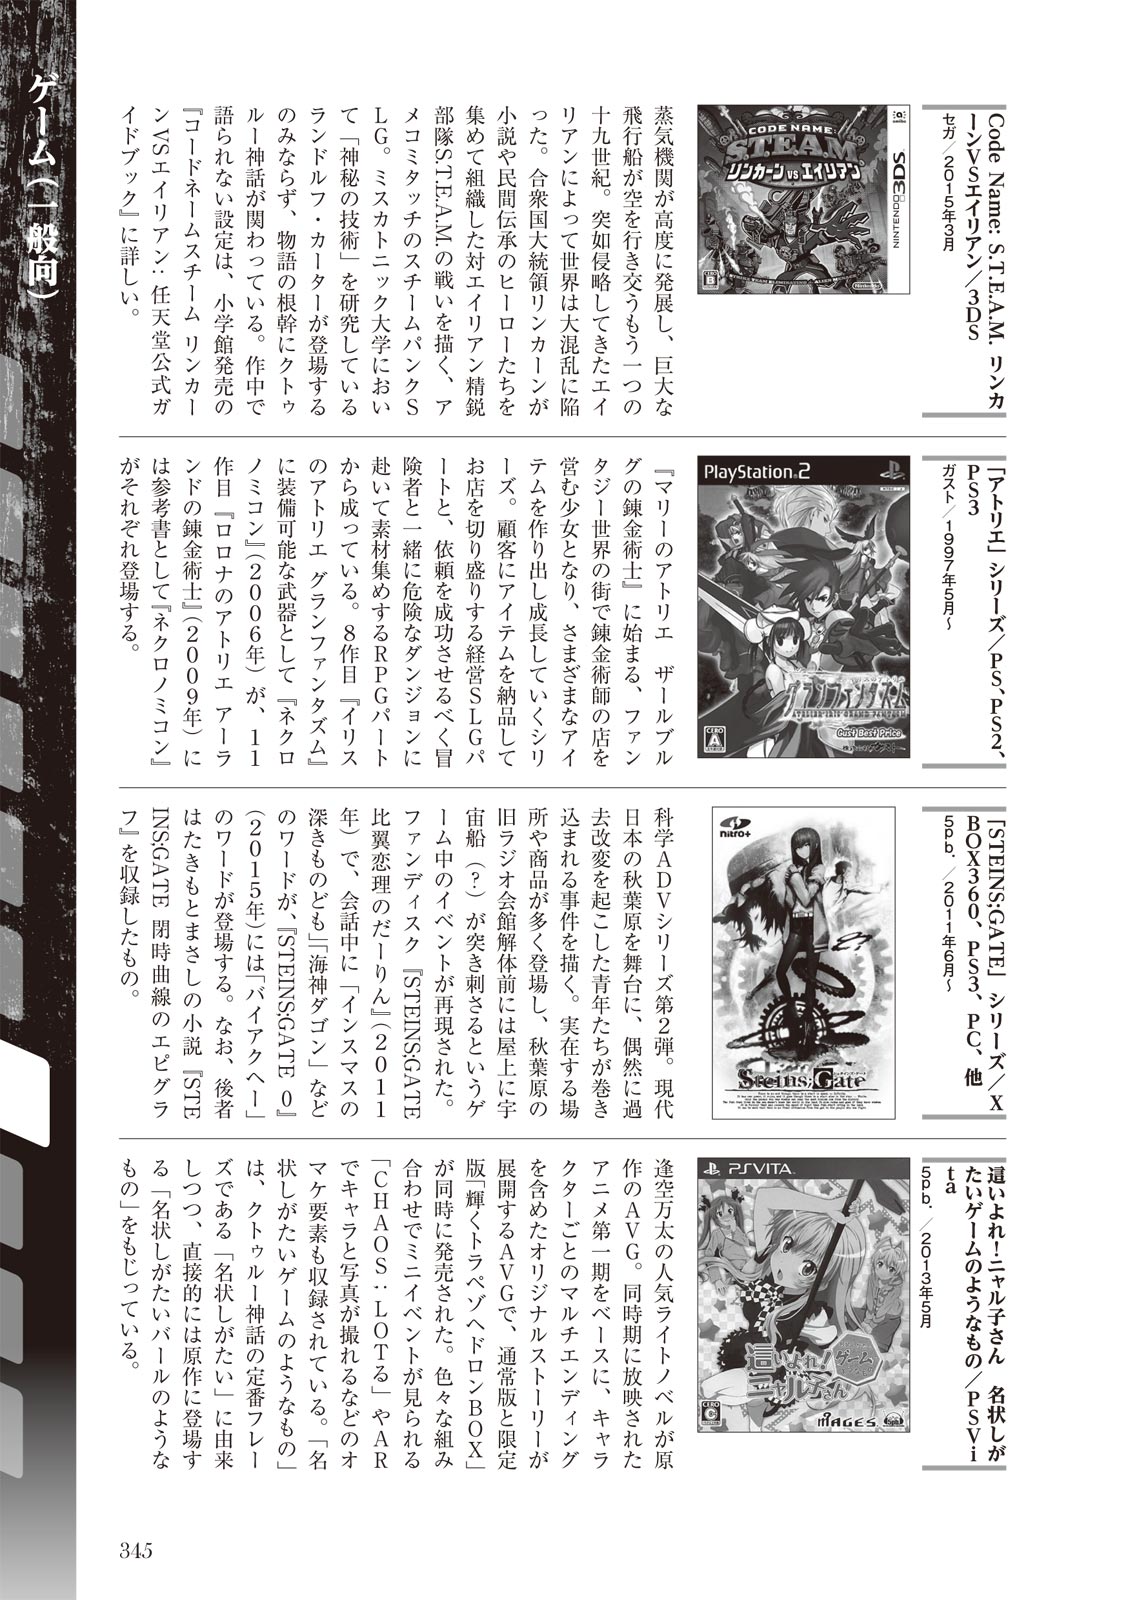 ゲーム（一般向）
Code Name: S.T.E.A.M. リンカ
ーンVSエイリアン／3DS
セガ／2015年3月
CODE NAME:
S.T.E.A.M.
リンカーン VS エイリアン
NINTENDO3DS
amiibo
CERO
B
Nintendo
蒸気機関が高度に発展し、巨大な
飛行船が空を行き交うもう一つの
十九世紀。突如侵略してきたエイ
リアンによって世界は大混乱に陥
った。合衆国大統領リンカーンが
小説や民間伝承のヒーローたちを
集めて組織した対エイリアン精鋭
部隊S.T.E.A.M.の戦いを描く、ア
メコミタッチのスチームパンクS
LG。ミスカトニック大学におい
て「神秘の技術」を研究している
ランドルフ・カーターが登場する
のみならず、物語の根幹にクトゥ
ルー神話が関わっている。作中で
語られない設定は、小学館発売の
『コードネームスチーム リンカー
ンVSエイリアン：任天堂公式ガ
イドブック』に詳しい。
「アトリエ」シリーズ／PS、PS2、
PS3
ガスト／1997年5月〜
PlayStation 2
グランファンタズム
Gust Best Price
CERO
A
『マリーのアトリエ　ザールブル
グの錬金術士』に始まる、ファン
タジー世界の街で錬金術師の店を
営む少女となり、さまざまなアイ
テムを作り出し成長していくシリ
ーズ。顧客にアイテムを納品して
お店を切り盛りする経営SLGパ
ートと、依頼を成功させるべく冒
険者と一緒に危険なダンジョンに
赴いて素材集めするRPGパート
から成っている。8作目『イリス
のアトリエ グランファンタズム』
に装備可能な武器として『ネクロ
ノミコン』（2006年）が、11
作目『ロロナのアトリエ アーラ
ンドの錬金術士』（2009年）に
は参考書として『ネクロノミコン』
がそれぞれ登場する。
「STEINS;GATE」シリーズ／X
BOX360、PS3、PC、他
5pb.／2011年6月〜
nitro+
Steins;Gate
科学ADVシリーズ第2弾。現代
日本の秋葉原を舞台に、偶然に過
去改変を起こした青年たちが巻き
込まれる事件を描く。実在する場
所や商品が多く登場し、秋葉原の
旧ラジオ会館解体前には屋上に宇
宙船（？）が突き刺さるというゲ
ーム中のイベントが再現された。
ファンディスク『STEINS;GATE
比翼恋理のだーりん』（2011
年）で、会話中に「インスマスの
深きものども」「海神ダゴン」など
のワードが、『STEINS;GATE 0』
（2015年）には「バイアクヘー」
のワードが登場する。なお、後者
はたきもとまさしの小説『STE
INS;GATE 閉時曲線のエピグラ
フ』を収録したもの。
這いよれ！ニャル子さん　名状しが
たいゲームのようなもの／PSVi
ta
5pb.／2013年5月
PSVITA
這いよれ！
ニャル子さん
ゲーム
CERO
C
MAGES.
逢空万太の人気ライトノベルが原
作のAVG。同時期に放映された
アニメ第一期をベースに、キャラ
クターごとのマルチエンディング
を含めたオリジナルストーリーが
展開するAVGで、通常版と限定
版「輝くトラペゾヘドロンBOX」
が同時に発売された。色々な組み
合わせでミニイベントが見られる
「CHAOS：LOTる」やAR
でキャラと写真が撮れるなどのオ
マケ要素も収録されている。「名
状しがたいゲームのようなもの」
は、クトゥルー神話の定番フレー
ズである「名状しがたい」に由来
しつつ、直接的には原作に登場す
る「名状しがたいバールのような
もの」をもじっている。
345